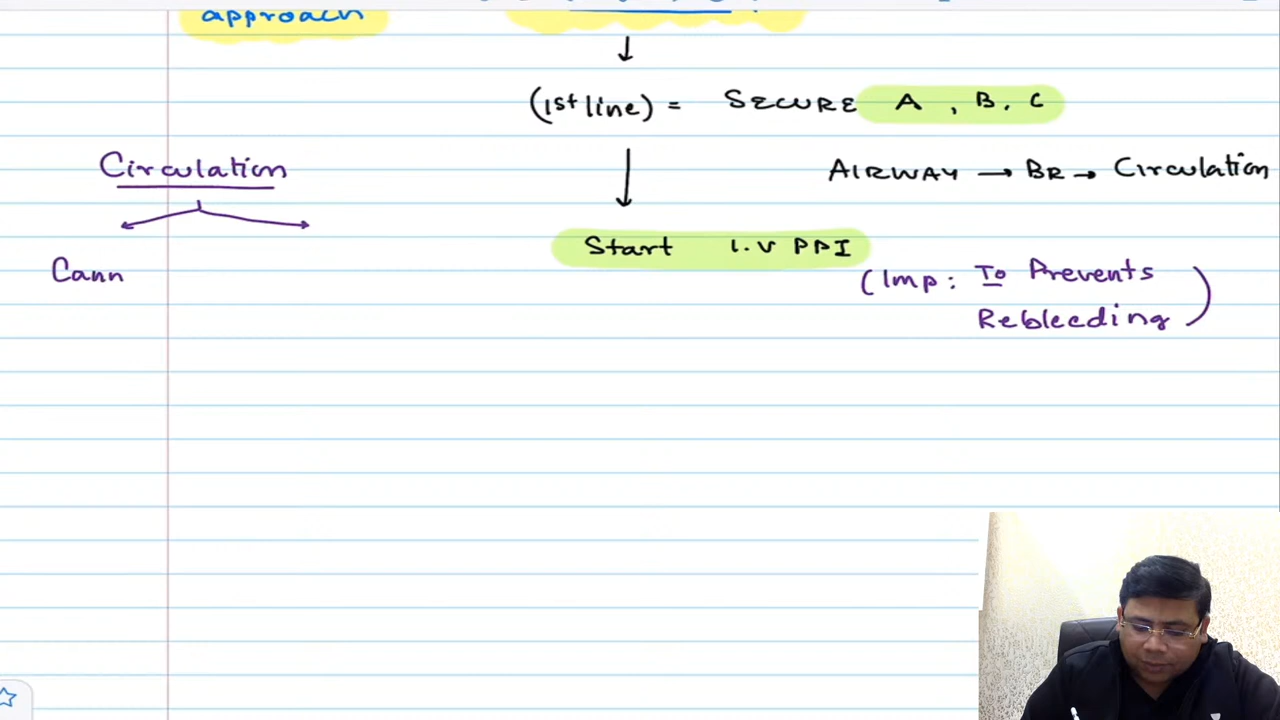 approach
(1st line) = SECURE A, B, C
Circulation
AIRWAY → BR → Circulation
Start I.V PPI
Cann
(Imp: To Prevents
Rebleeding)